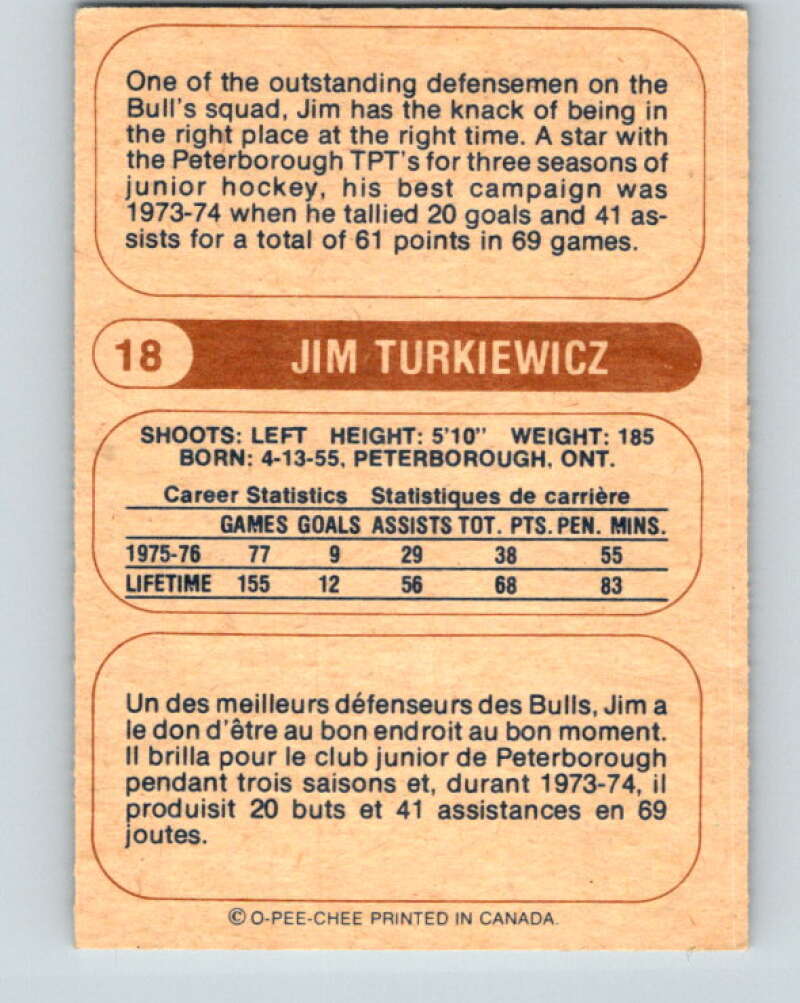 One of the outstanding defensemen on the
Bull's squad, Jim has the knack of being in
the right place at the right time. A star with
the Peterborough TPT's for three seasons of
junior hockey, his best campaign was
1973-74 when he tallied 20 goals and 41 as-
sists for a total of 61 points in 69 games.
18 JIM TURKIEWICZ
SHOOTS: LEFT HEIGHT: 5'10" WEIGHT: 185
BORN: 4-13-55, PETERBOROUGH, ONT.
Career Statistics Statistiques de carrière
GAMES GOALS ASSISTS TOT. PTS. PEN. MINS.
1975-76 77 9 29 38 55
LIFETIME 155 12 56 68 83
Un des meilleurs défenseurs des Bulls, Jim a
le don d'être au bon endroit au bon moment.
Il brilla pour le club junior de Peterborough
pendant trois saisons et, durant 1973-74, il
produisit 20 buts et 41 assistances en 69
joutes.
© O-PEE-CHEE PRINTED IN CANADA.